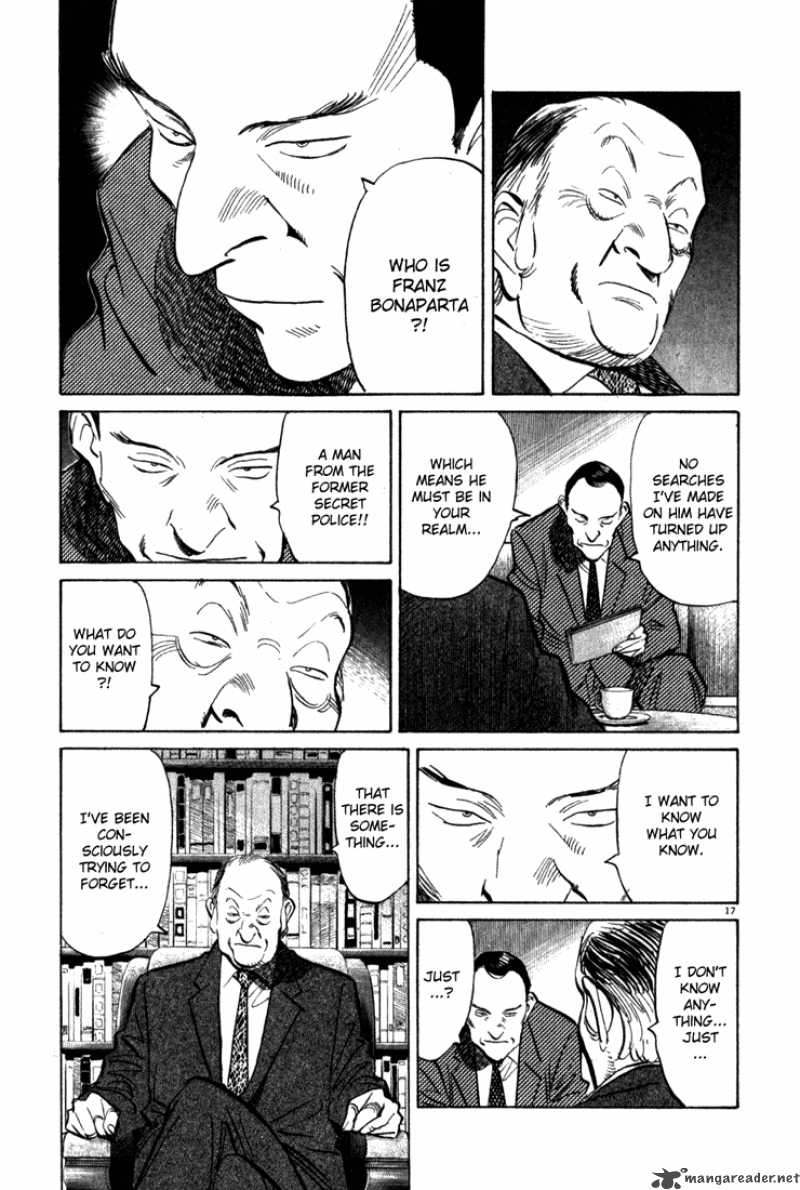 WHO IS
FRANZ
BONAPARTA
?!
NO
SEARCHES
I'VE MADE
ON HIM HAVE
TURNED UP
ANYTHING.
WHICH
MEANS HE
MUST BE IN
YOUR
REALM...
A MAN
FROM THE
FORMER
SECRET
POLICE!!
WHAT DO
YOU WANT
TO KNOW
?!
I WANT TO
KNOW
WHAT YOU
KNOW.
17
I DON'T
KNOW
ANY-
THING...
JUST
...
JUST
...?
THAT
THERE IS
SOME-
THING...
I'VE BEEN
CON-
SCIOUSLY
TRYING TO
FORGET...
mangareader.net